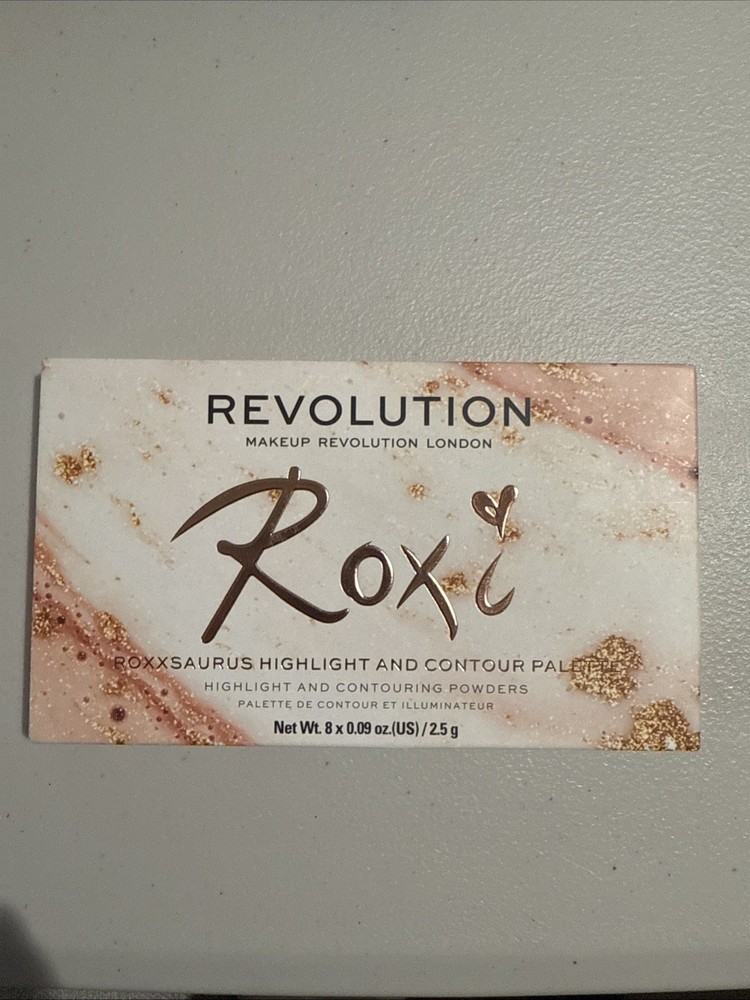 REVOLUTION
MAKEUP REVOLUTION LONDON
Roxi
ROXXSAURUS HIGHLIGHT AND CONTOUR PALETTE
HIGHLIGHT AND CONTOURING POWDERS
PALETTE DE CONTOUR ET ILLUMINATEUR
Net Wt. 8 x 0.09 oz.(US) / 2.5 g